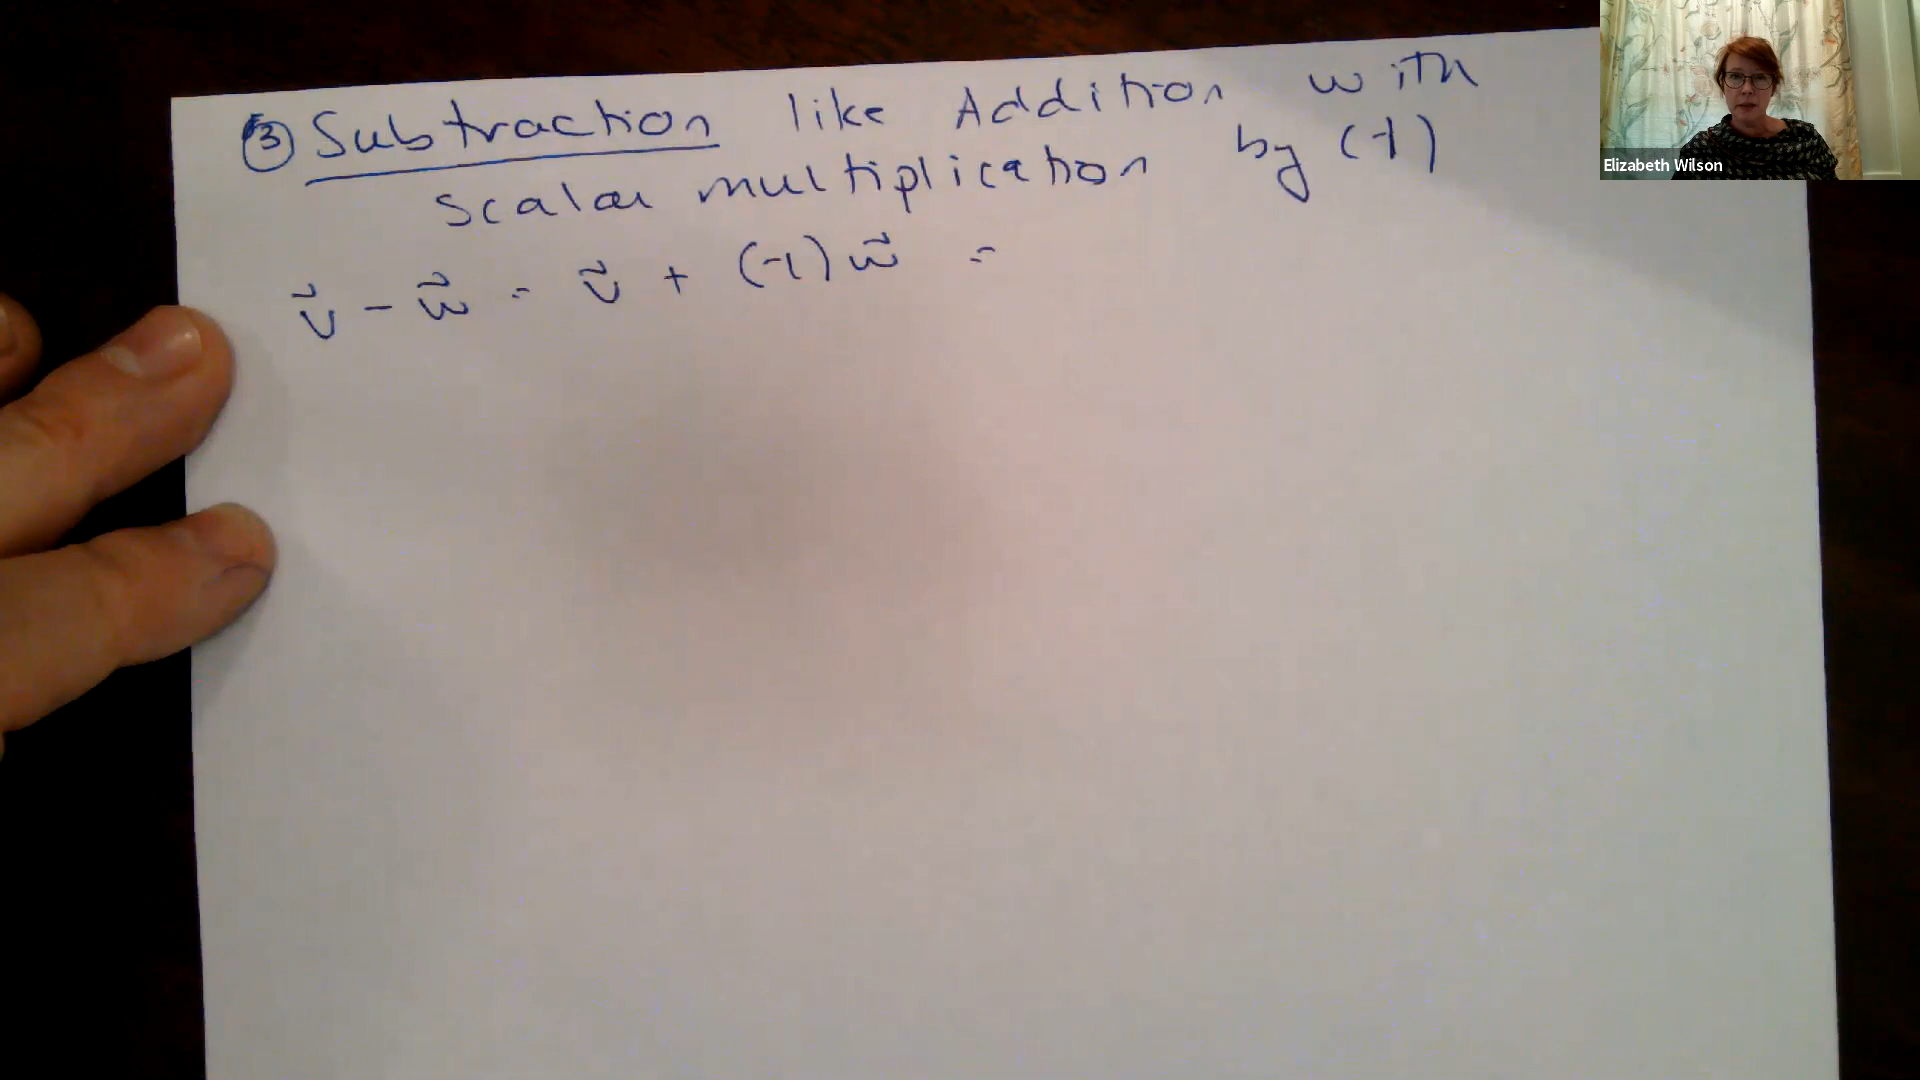 ③ Subtraction like Addition with
scalar multiplication by (-1)
v⃗ - w⃗ = v⃗ + (-1) w⃗ =
Elizabeth Wilson